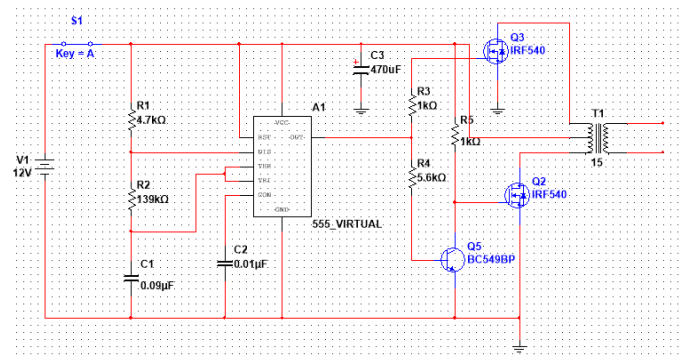 S1
Key = A
C3
470uF
Q3
IRF540
R1
4.7kΩ
A1
R3
1kΩ
R5
1kΩ
T1
15
VCC
RST
OUT
DIS
THR
TRI
CON
GND
555_VIRTUAL
V1
12V
R2
139kΩ
R4
5.6kΩ
Q2
IRF540
C1
0.09µF
C2
0.01µF
Q5
BC549BP